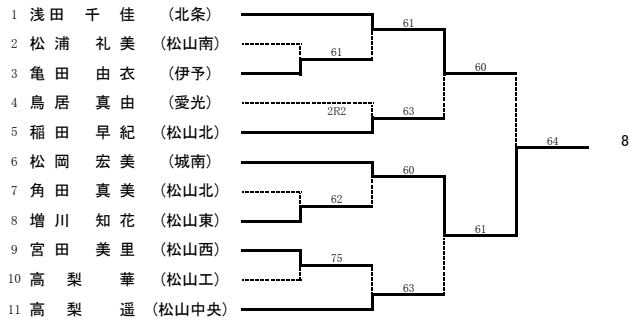 1 浅田 千佳 (北条)
2 松浦 礼美 (松山南)
3 亀田 由衣 (伊予)
4 鳥居 真由 (愛光)
5 稲田 早紀 (松山北)
6 松岡 宏美 (城南)
7 角田 真美 (松山北)
8 増川 知花 (松山東)
9 宮田 美里 (松山西)
10 高梨 華 (松山工)
11 高梨 遥 (松山中央)
61
61
60
2R2
63
64
8
60
62
61
75
63